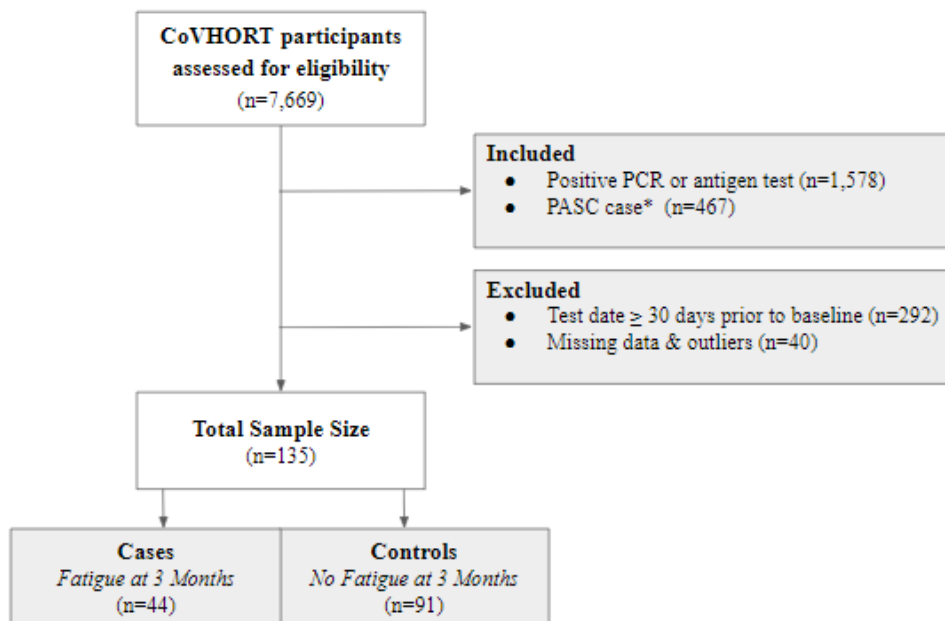 CoVHORT participants
assessed for eligibility
(n=7,669)
Included
● Positive PCR or antigen test (n=1,578)
● PASC case* (n=467)
Excluded
● Test date ≥ 30 days prior to baseline (n=292)
● Missing data & outliers (n=40)
Total Sample Size
(n=135)
Cases
Fatigue at 3 Months
(n=44)
Controls
No Fatigue at 3 Months
(n=91)